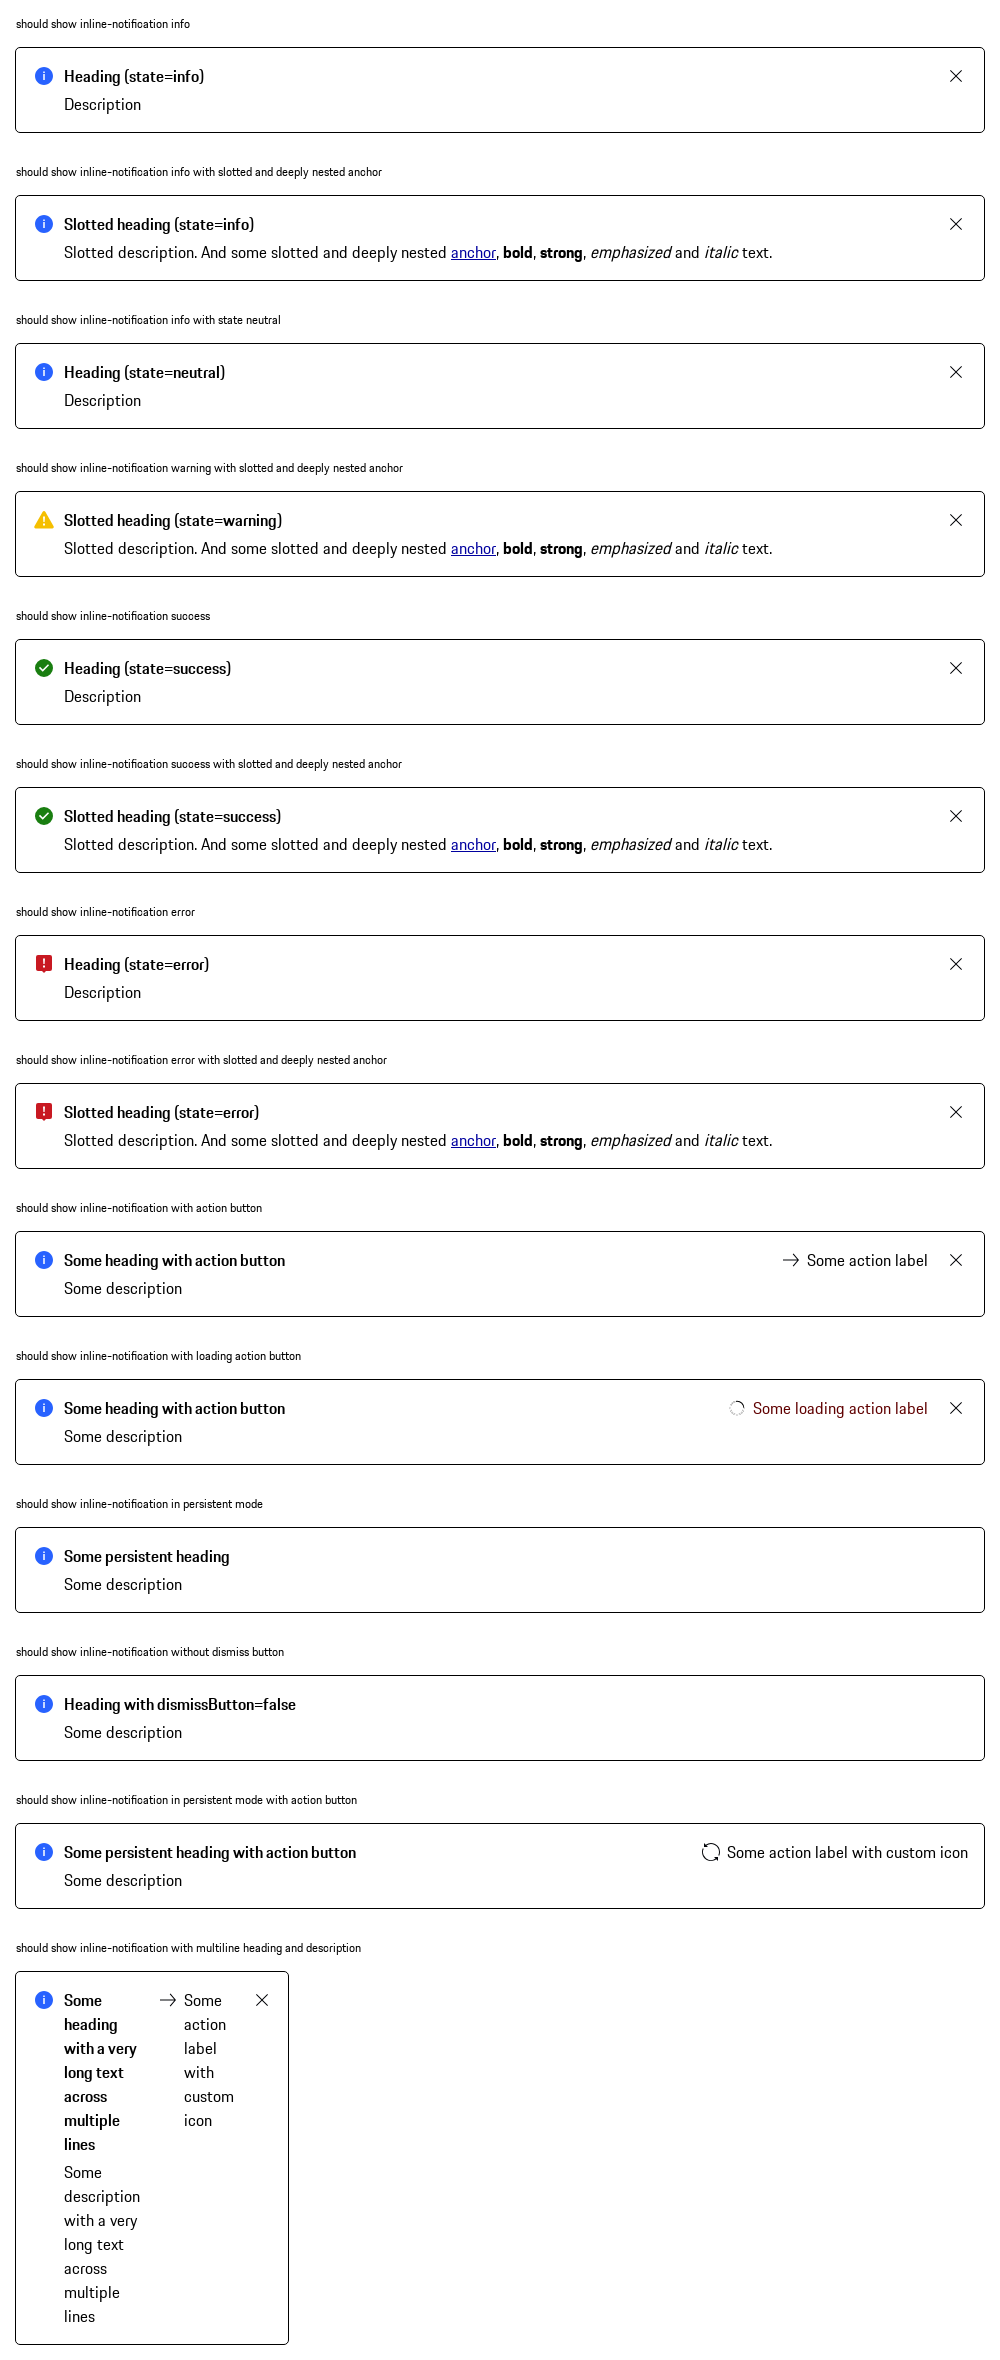 should show inline-notification info
Heading (state=info)
Description
should show inline-notification info with slotted and deeply nested anchor
Slotted heading (state=info)
Slotted description. And some slotted and deeply nested anchor, bold, strong, emphasized and italic text.
should show inline-notification info with state neutral
Heading (state=neutral)
Description
should show inline-notification warning with slotted and deeply nested anchor
Slotted heading (state=warning)
Slotted description. And some slotted and deeply nested anchor, bold, strong, emphasized and italic text.
should show inline-notification success
Heading (state=success)
Description
should show inline-notification success with slotted and deeply nested anchor
Slotted heading (state=success)
Slotted description. And some slotted and deeply nested anchor, bold, strong, emphasized and italic text.
should show inline-notification error
Heading (state=error)
Description
should show inline-notification error with slotted and deeply nested anchor
Slotted heading (state=error)
Slotted description. And some slotted and deeply nested anchor, bold, strong, emphasized and italic text.
should show inline-notification with action button
Some heading with action button
Some action label
Some description
should show inline-notification with loading action button
Some heading with action button
Some loading action label
Some description
should show inline-notification in persistent mode
Some persistent heading
Some description
should show inline-notification without dismiss button
Heading with dismissButton=false
Some description
should show inline-notification in persistent mode with action button
Some persistent heading with action button
Some action label with custom icon
Some description
should show inline-notification with multiline heading and description
Some
heading
with a very
long text
across
multiple
lines
Some
description
with a very
long text
across
multiple
lines
Some
action
label
with
custom
icon